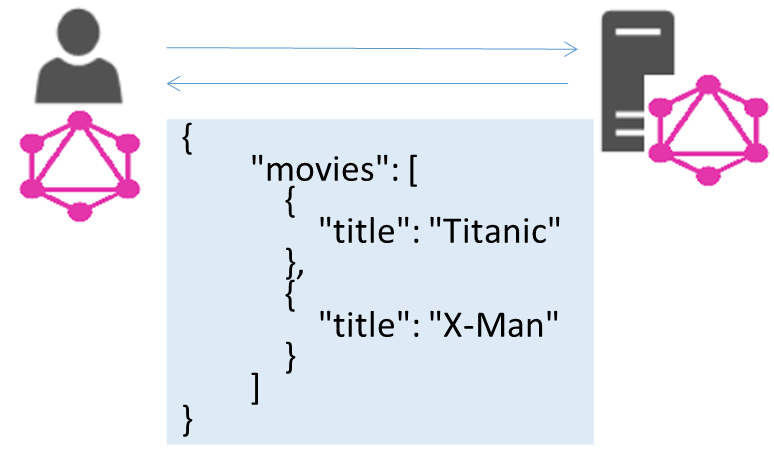 {
"movies": [
{
"title": "Titanic"
},
{
"title": "X-Man"
}
]
}